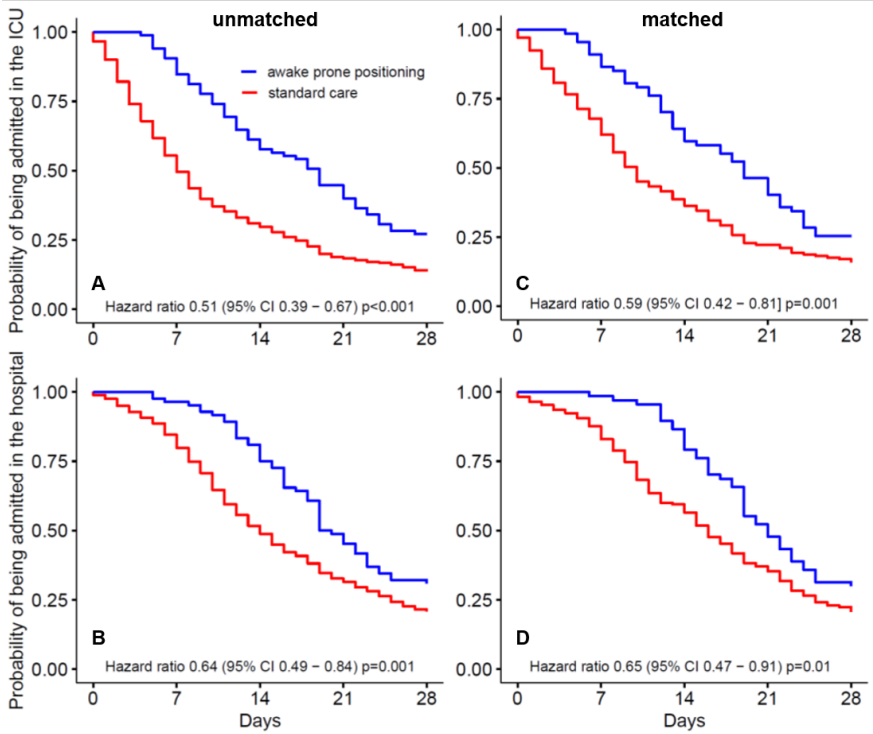 unmatched
matched
Probability of being admitted in the ICU
1.00
0.75
0.50
0.25
0.00
awake prone positioning
standard care
A
Hazard ratio 0.51 (95% CI 0.39 − 0.67) p<0.001
0 7 14 21 28
1.00
0.75
0.50
0.25
0.00
C
Hazard ratio 0.59 (95% CI 0.42 − 0.81] p=0.001
0 7 14 21 28
Probability of being admitted in the hospital
1.00
0.75
0.50
0.25
0.00
B
Hazard ratio 0.64 (95% CI 0.49 − 0.84) p=0.001
0 7 14 21 28
Days
1.00
0.75
0.50
0.25
0.00
D
Hazard ratio 0.65 (95% CI 0.47 − 0.91) p=0.01
0 7 14 21 28
Days